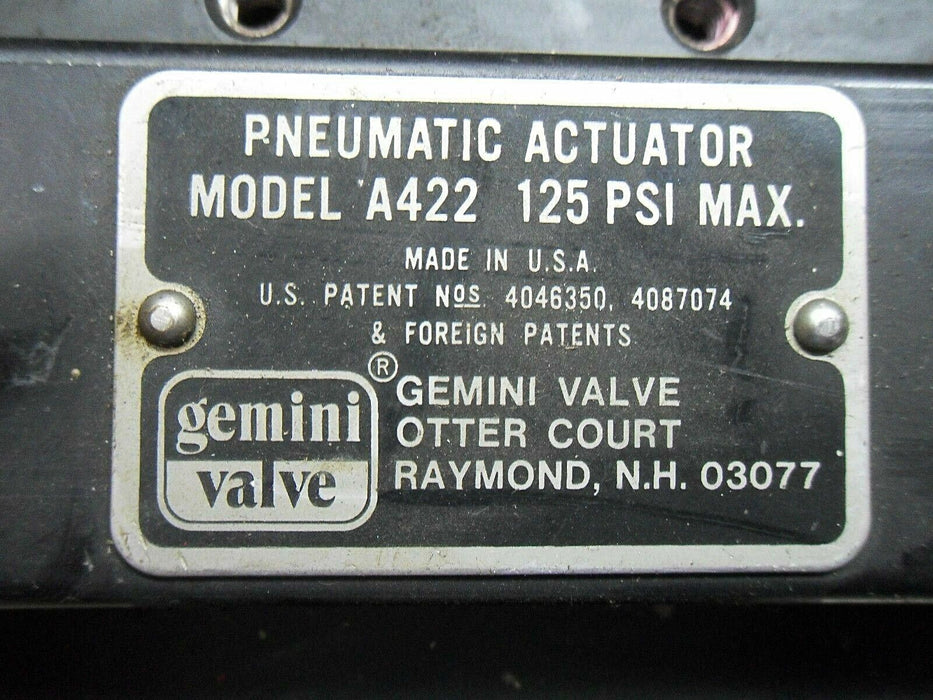 PNEUMATIC ACTUATOR
MODEL A422 125 PSI MAX.
MADE IN U.S.A.
U.S. PATENT NOS. 4046350, 4087074
& FOREIGN PATENTS
®
gemini
valve
GEMINI VALVE
OTTER COURT
RAYMOND, N.H. 03077